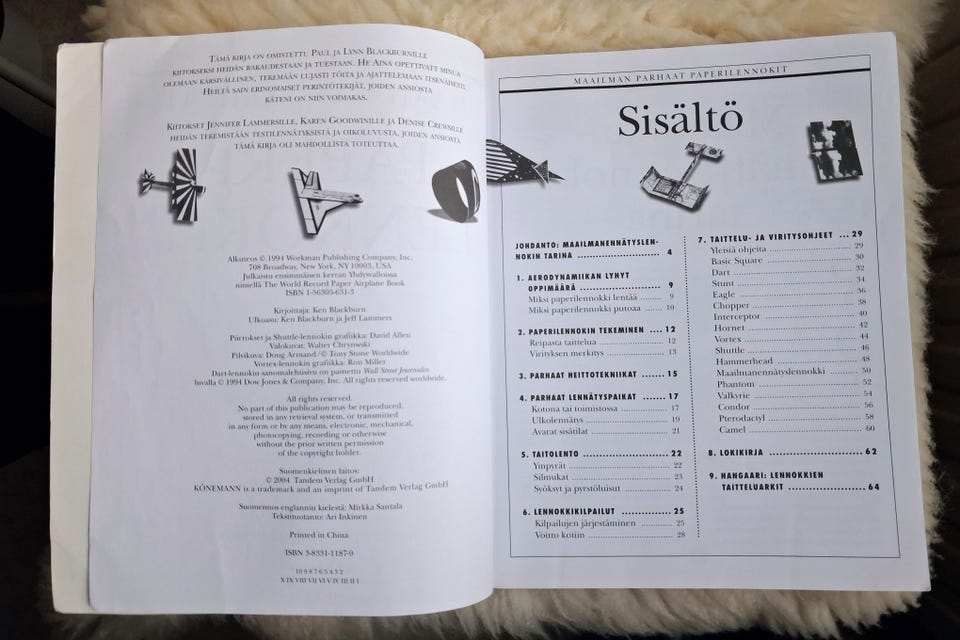 TÄMÄ KIRJA ON OMISTETTU PAUL JA LYNN BLACKBURNILLE
KIITOKSEKSI HEIDÄN RAKAUDESTAAN JA TUESTAAN. HE AINA OPETTIVATT MINUA
OLEMAAN KARSIVÄLLINEN, TEKEMÄÄN LUJASTI TÖITÄ JA AJATTELEMAAN ITSENÄISESTI.
HEILTÄ SAIN ERINOMAISET PERINTÖTEKIJÄT, JOIDEN ANSIOSTA
KÄTENI ON NIIN VOIMAKAS.
KIITOKSET JENNIFER LAMMERSILLE, KAREN GOODWINILLE JA DENISE CREWSILLE
HEIDÄN TEKEMISTÄÄN TESTILENNÄTYKSISTÄ JA OIKOLUVUSTA, JOIDEN ANSIOSTA
TÄMÄ KIRJA OLI MAHDOLLISTA TOTEUTTAA.
Alkuteos © 1994 Workman Publishing Company, Inc.
708 Broadway, New York, NY 10003, USA
Julkaistu ensimmäisen kerran Yhdysvalloissa
nimellä The World Record Paper Airplane Book
ISBN 1-56305-631-3
Kirjoittaja: Ken Blackburn
Ulkoasu: Ken Blackburn ja Jeff Lammers
Piirrokset ja Shuttle-lennokin grafiikka: David Allen
Valokuvat: Walter Chrynwski
Pilvikuva: Doug Armand/© Tony Stone Worldwide
Vortex-lennokin grafiikka: Ron Miller
Dart-lennokin sanomalehusivu on painettu Wall Street Journalin
luvalla © 1994 Dow Jones & Company, Inc. All rights reserved worldwide.
All rights reserved.
No part of this publication may be reproduced,
stored in any retrieval system, or transmitted
in any form or by any means, electronic, mechanical,
photocopying, recording or otherwise
without the prior written permission
of the copyright holder.
Suomenkielinen laitos:
© 2004 Tandem Verlag GmbH
KÖNEMANN is a trademark and an imprint of Tandem Verlag GmbH
Suomennos englannin kielestä: Mirkka Santala
Tekstituotanto: Ari Inkinen
Printed in China
ISBN 3-8331-1187-9
10 9 8 7 6 5 4 3 2
X IX VIII VII VI V IV III II I
MAAILMAN PARHAAT PAPERILENNOKIT
Sisältö
JOHDANTO: MAAILMANENNÄTYSLEN-
NOKIN TARINA .................... 4
1. AERODYNAMIIKAN LYHYT
OPPIMÄÄRÄ .................... 9
Miksi paperilennokki lentää ....... 9
Miksi paperilennokki putoaa ....... 10
2. PAPERILENNOKIN TEKEMINEN .... 12
Reipasta taittelua .................... 12
Virityksen merkitys .................... 13
3. PARHAAT HEITTOTEKNIIKAT ....... 15
4. PARHAAT LENNÄTYSPAIKAT ....... 17
Kotona tai toimistossa ............. 17
Ulkolennätys .................... 19
Avarat sisätilat .................... 21
5. TAITOLENTO .................... 22
Ympyrät .................... 22
Silmukat .................... 23
Syöksyt ja pyrstöluisut ............. 24
6. LENNOKKIKILPAILUT ............. 25
Kilpailujen järjestäminen .......... 25
Voitto kotiin .................... 28
7. TAITTELU- JA VIRITYSOHJEET ... 29
Yleisiä ohjeita .................... 29
Basic Square .................... 30
Dart .................... 32
Stunt .................... 34
Eagle .................... 36
Chopper .................... 38
Interceptor .................... 40
Hornet .................... 42
Vortex .................... 44
Shuttle .................... 46
Hammerhead .................... 48
Maailmanennätyslennokki ....... 50
Phantom .................... 52
Valkyrie .................... 54
Condor .................... 56
Pterodactyl .................... 58
Camel .................... 60
8. LOKIKIRJA .................... 62
9. HANGAARI: LENNOKKIEN
TAITTELUARKIT .................... 64